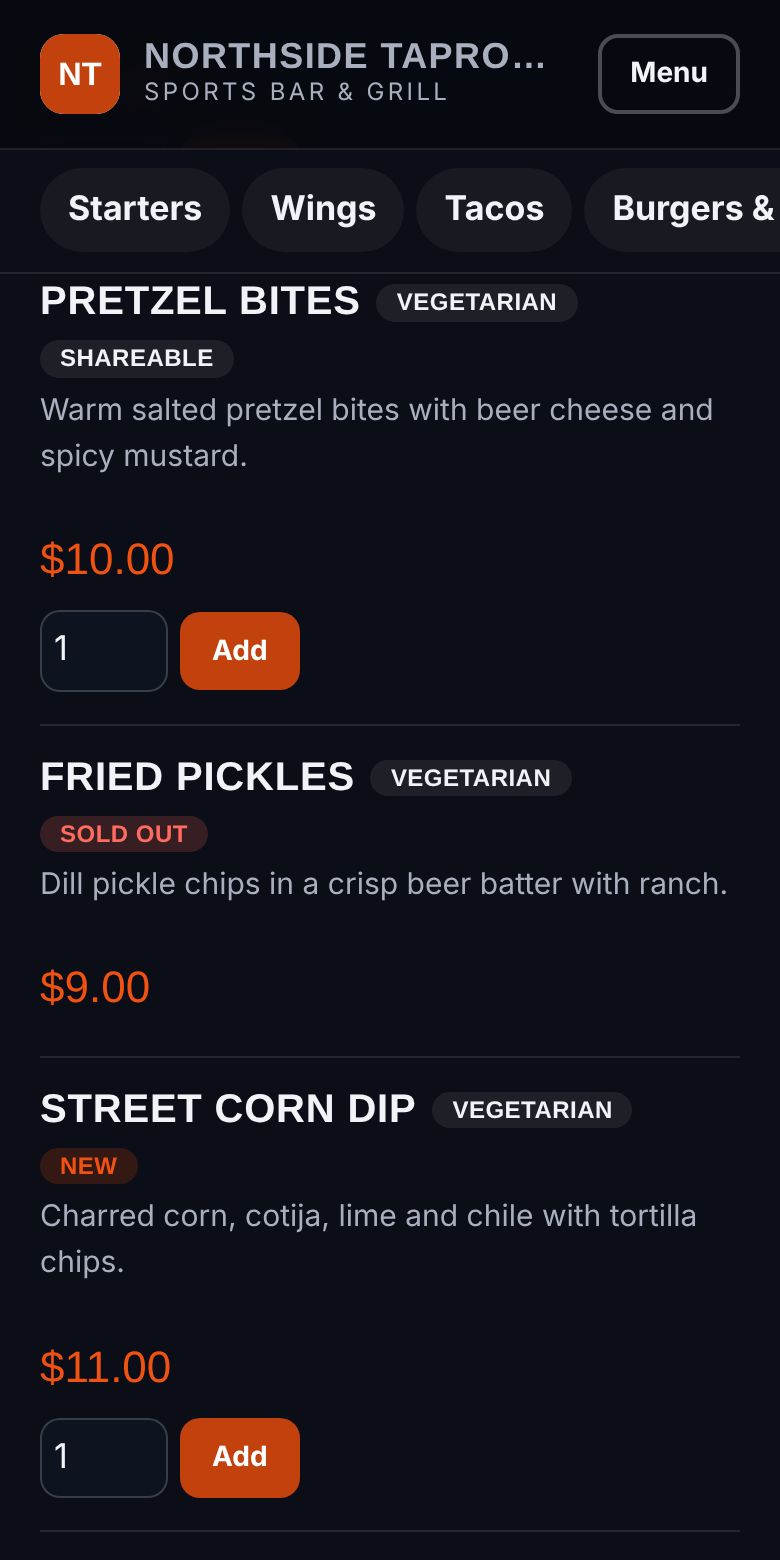 NT
NORTHSIDE TAPRO...
SPORTS BAR & GRILL
Menu
Starters
Wings
Tacos
Burgers &
PRETZEL BITES VEGETARIAN
SHAREABLE
Warm salted pretzel bites with beer cheese and
spicy mustard.
$10.00
1 Add
FRIED PICKLES VEGETARIAN
SOLD OUT
Dill pickle chips in a crisp beer batter with ranch.
$9.00
STREET CORN DIP VEGETARIAN
NEW
Charred corn, cotija, lime and chile with tortilla
chips.
$11.00
1 Add